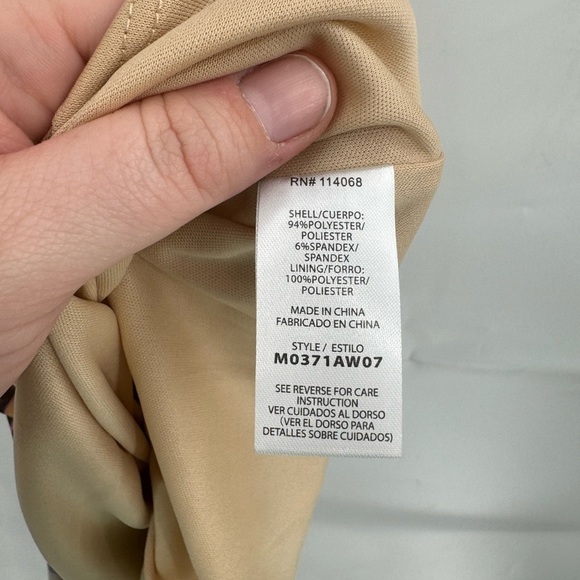 RN# 114068
SHELL/CUERPO:
94%POLYESTER/
POLIESTER
6%SPANDEX/
SPANDEX
LINING/FORRO:
100%POLYESTER/
POLIESTER
MADE IN CHINA
FABRICADO EN CHINA
STYLE / ESTILO
M0371AW07
SEE REVERSE FOR CARE
INSTRUCTION
VER CUIDADOS AL DORSO
(VER EL DORSO PARA
DETALLES SOBRE CUIDADOS)